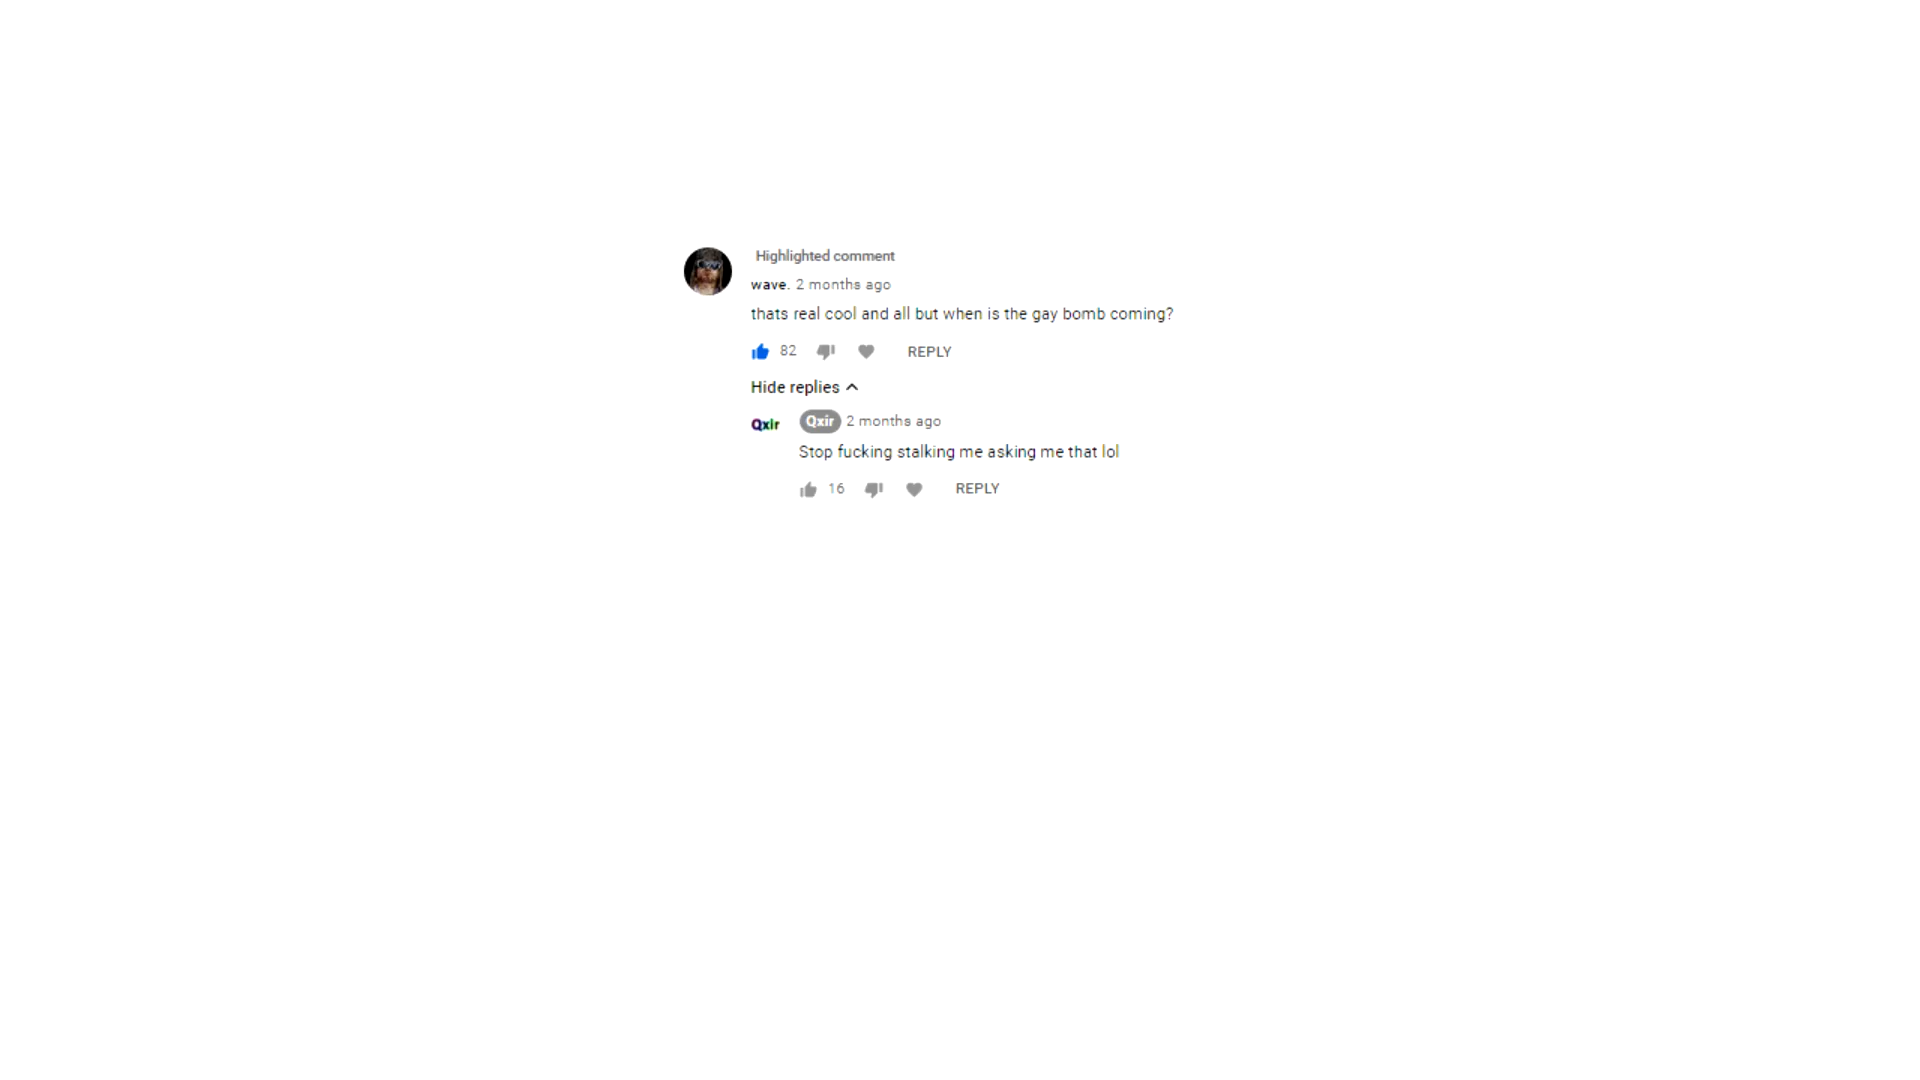 Highlighted comment
wave. 2 months ago
thats real cool and all but when is the gay bomb coming?
82 REPLY
Hide replies
Qxir Qxir 2 months ago
Stop fucking stalking me asking me that lol
16 REPLY